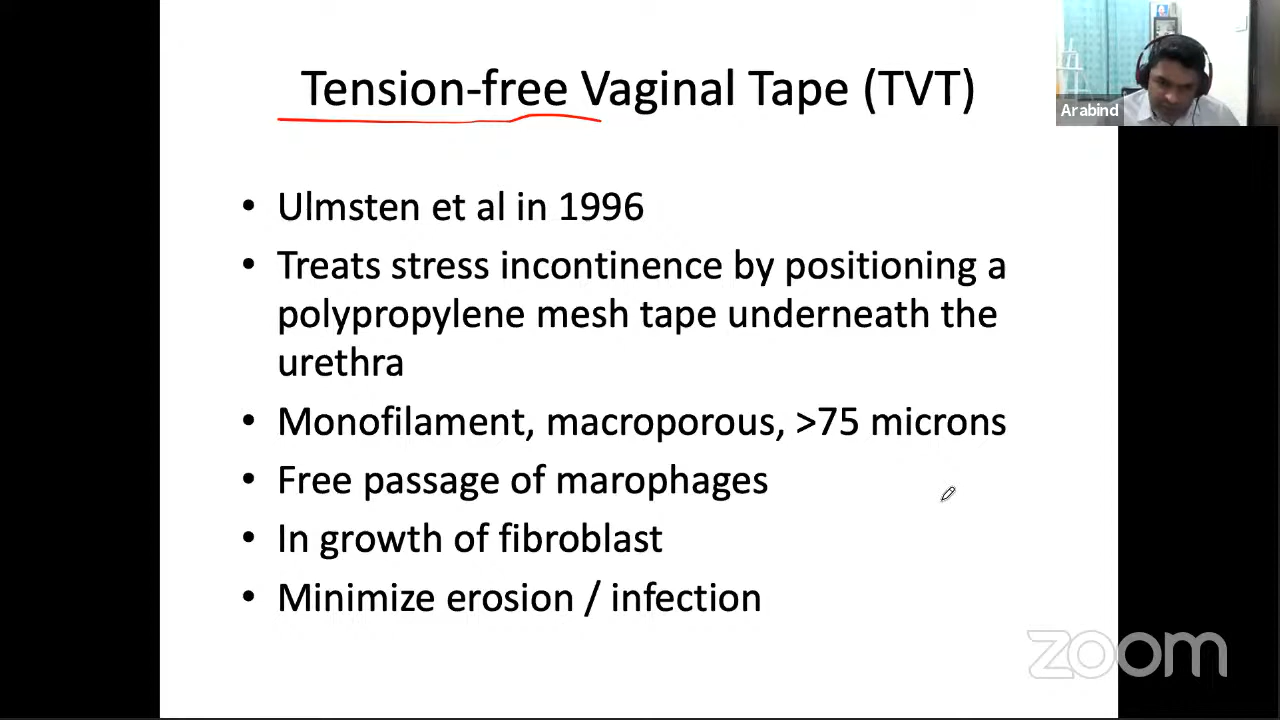 Tension-free Vaginal Tape (TVT)
Arabind
• Ulmsten et al in 1996
• Treats stress incontinence by positioning a
polypropylene mesh tape underneath the
urethra
• Monofilament, macroporous, >75 microns
• Free passage of marophages
• In growth of fibroblast
• Minimize erosion / infection
zoom